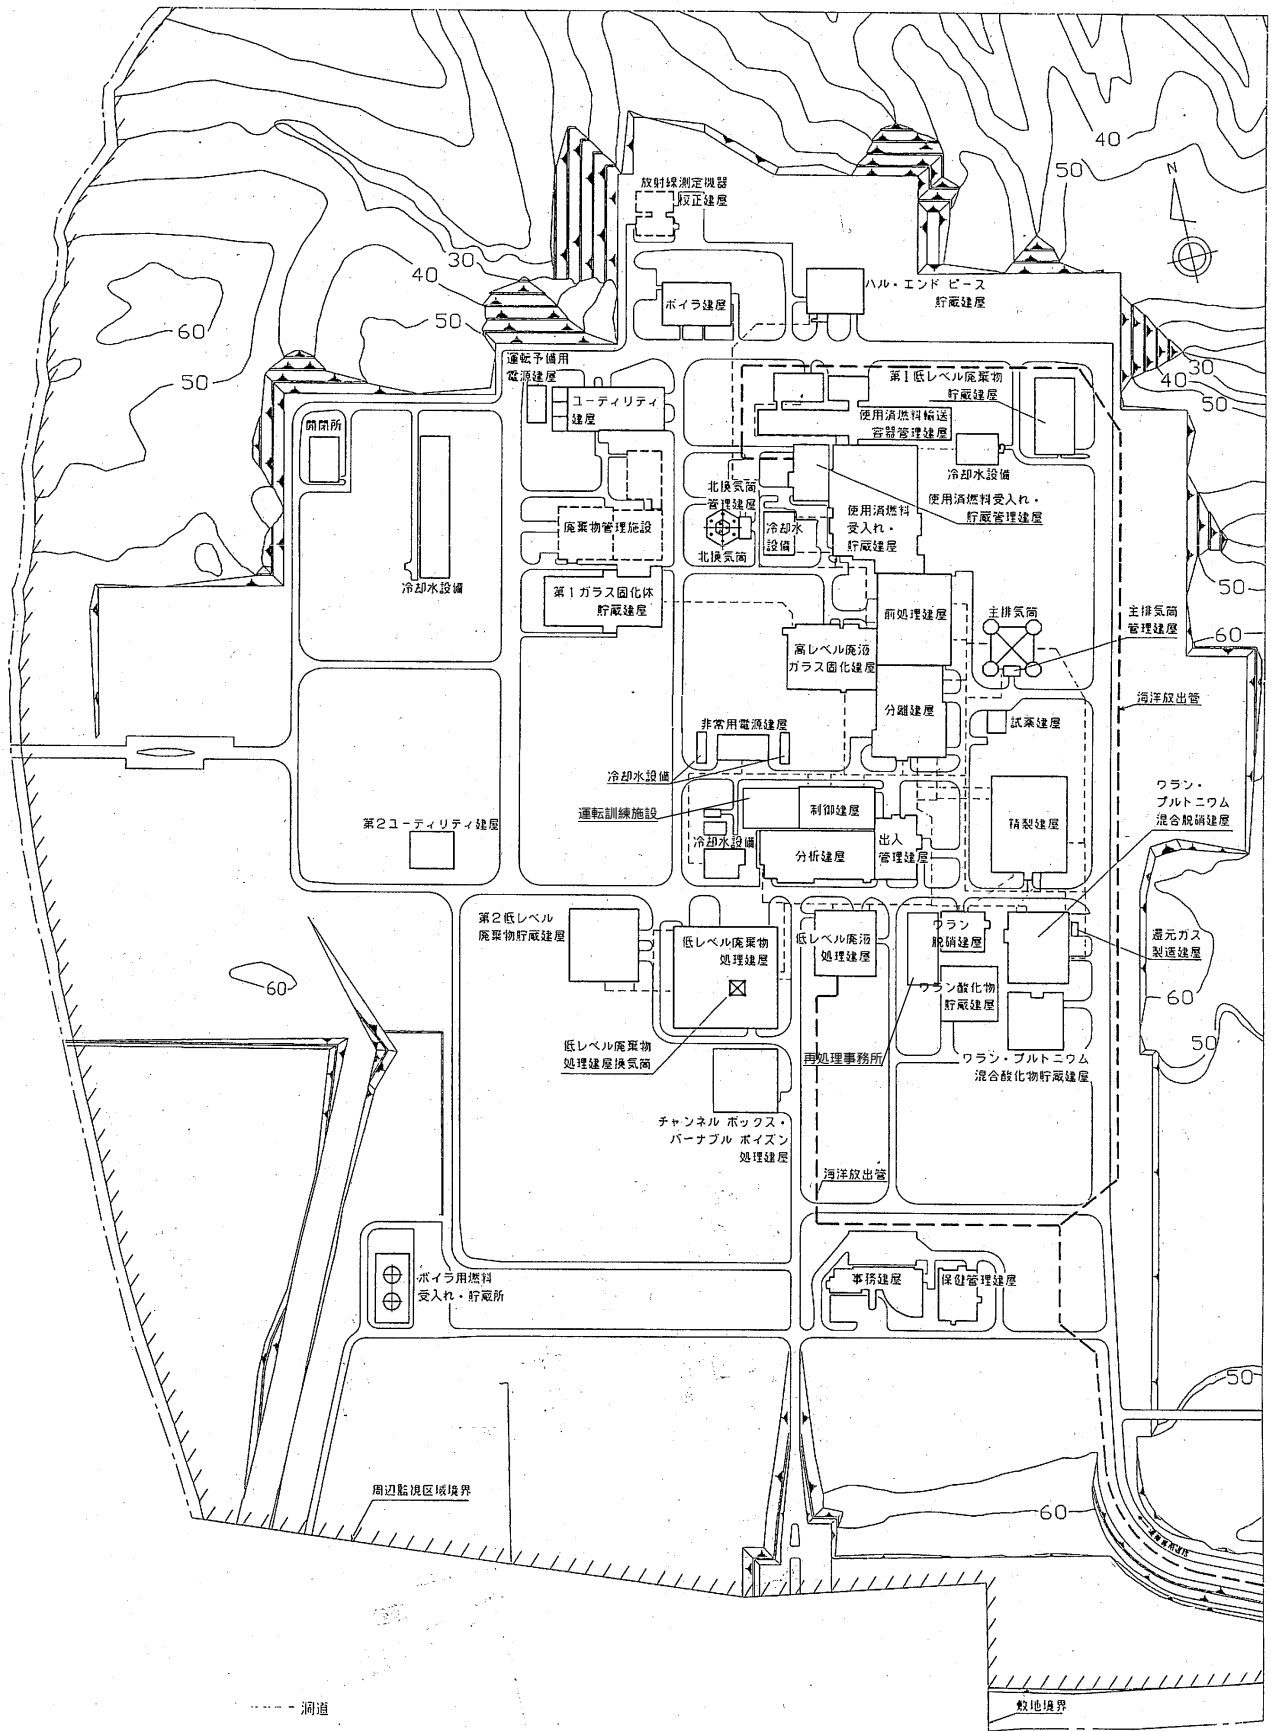 40
50
N
放射線測定機器
校正建屋
30
40
50
60
50
ボイラ建屋
ハル・エンド ピース
貯蔵建屋
30
40
50
運転予備用
電源建屋
ユーティリティ
建屋
第1低レベル廃棄物
貯蔵建屋
使用済燃料輸送
容器管理建屋
開閉所
冷却水設備
北換気筒
管理建屋
使用済燃料受入れ・
貯蔵管理建屋
廃棄物管理施設
冷却水
設備
使用済燃料
受入れ・
貯蔵建屋
北換気筒
50
冷却水設備
第1ガラス固化体
貯蔵建屋
前処理建屋
主排気筒
主排気筒
管理建屋
60
高レベル廃液
ガラス固化建屋
海洋放出管
分離建屋
非常用電源建屋
試薬建屋
冷却水設備
ウラン・
プルトニウム
混合脱硝建屋
運転訓練施設
制御建屋
精製建屋
第2ユーティリティ建屋
冷却水設備
分析建屋
出入
管理建屋
第2低レベル
廃棄物貯蔵建屋
低レベル廃棄物
処理建屋
低レベル廃液
処理建屋
ウラン
脱硝建屋
還元ガス
製造建屋
60
ウラン酸化物
貯蔵建屋
60
50
低レベル廃棄物
処理建屋換気筒
再処理事務所
ウラン・プルトニウム
混合酸化物貯蔵建屋
チャンネル ボックス・
バーナブル ポイズン
処理建屋
海洋放出管
ボイラ用燃料
受入れ・貯蔵所
事務建屋
保健管理建屋
50
周辺監視区域境界
60
洞道
敷地境界